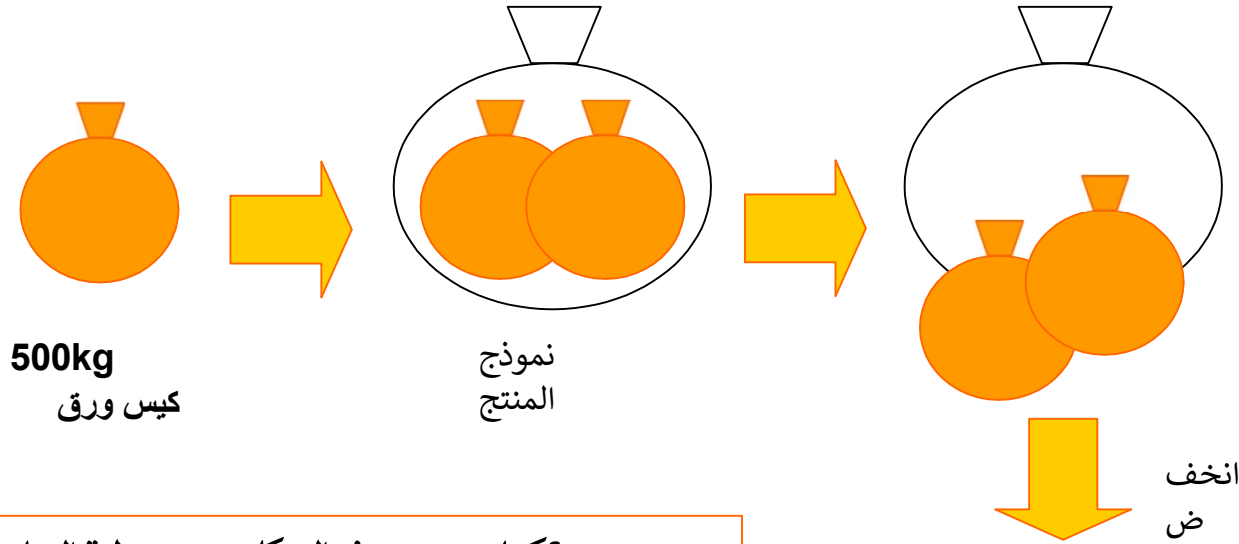 500kg
كيس ورق
نموذج
المنتج
انخف
ض